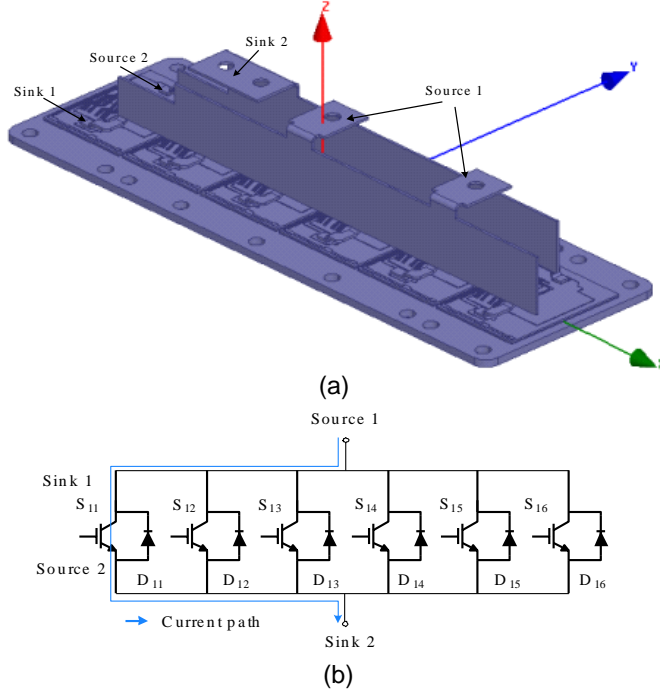 Z
Sink 2
Source 2
Source 1
Y
Sink 1
(a)
Source 1
Sink 1
S11 S12 S13 S14 S15 S16
Source 2
D11 D12 D13 D14 D15 D16
Current path
Sink 2
(b)